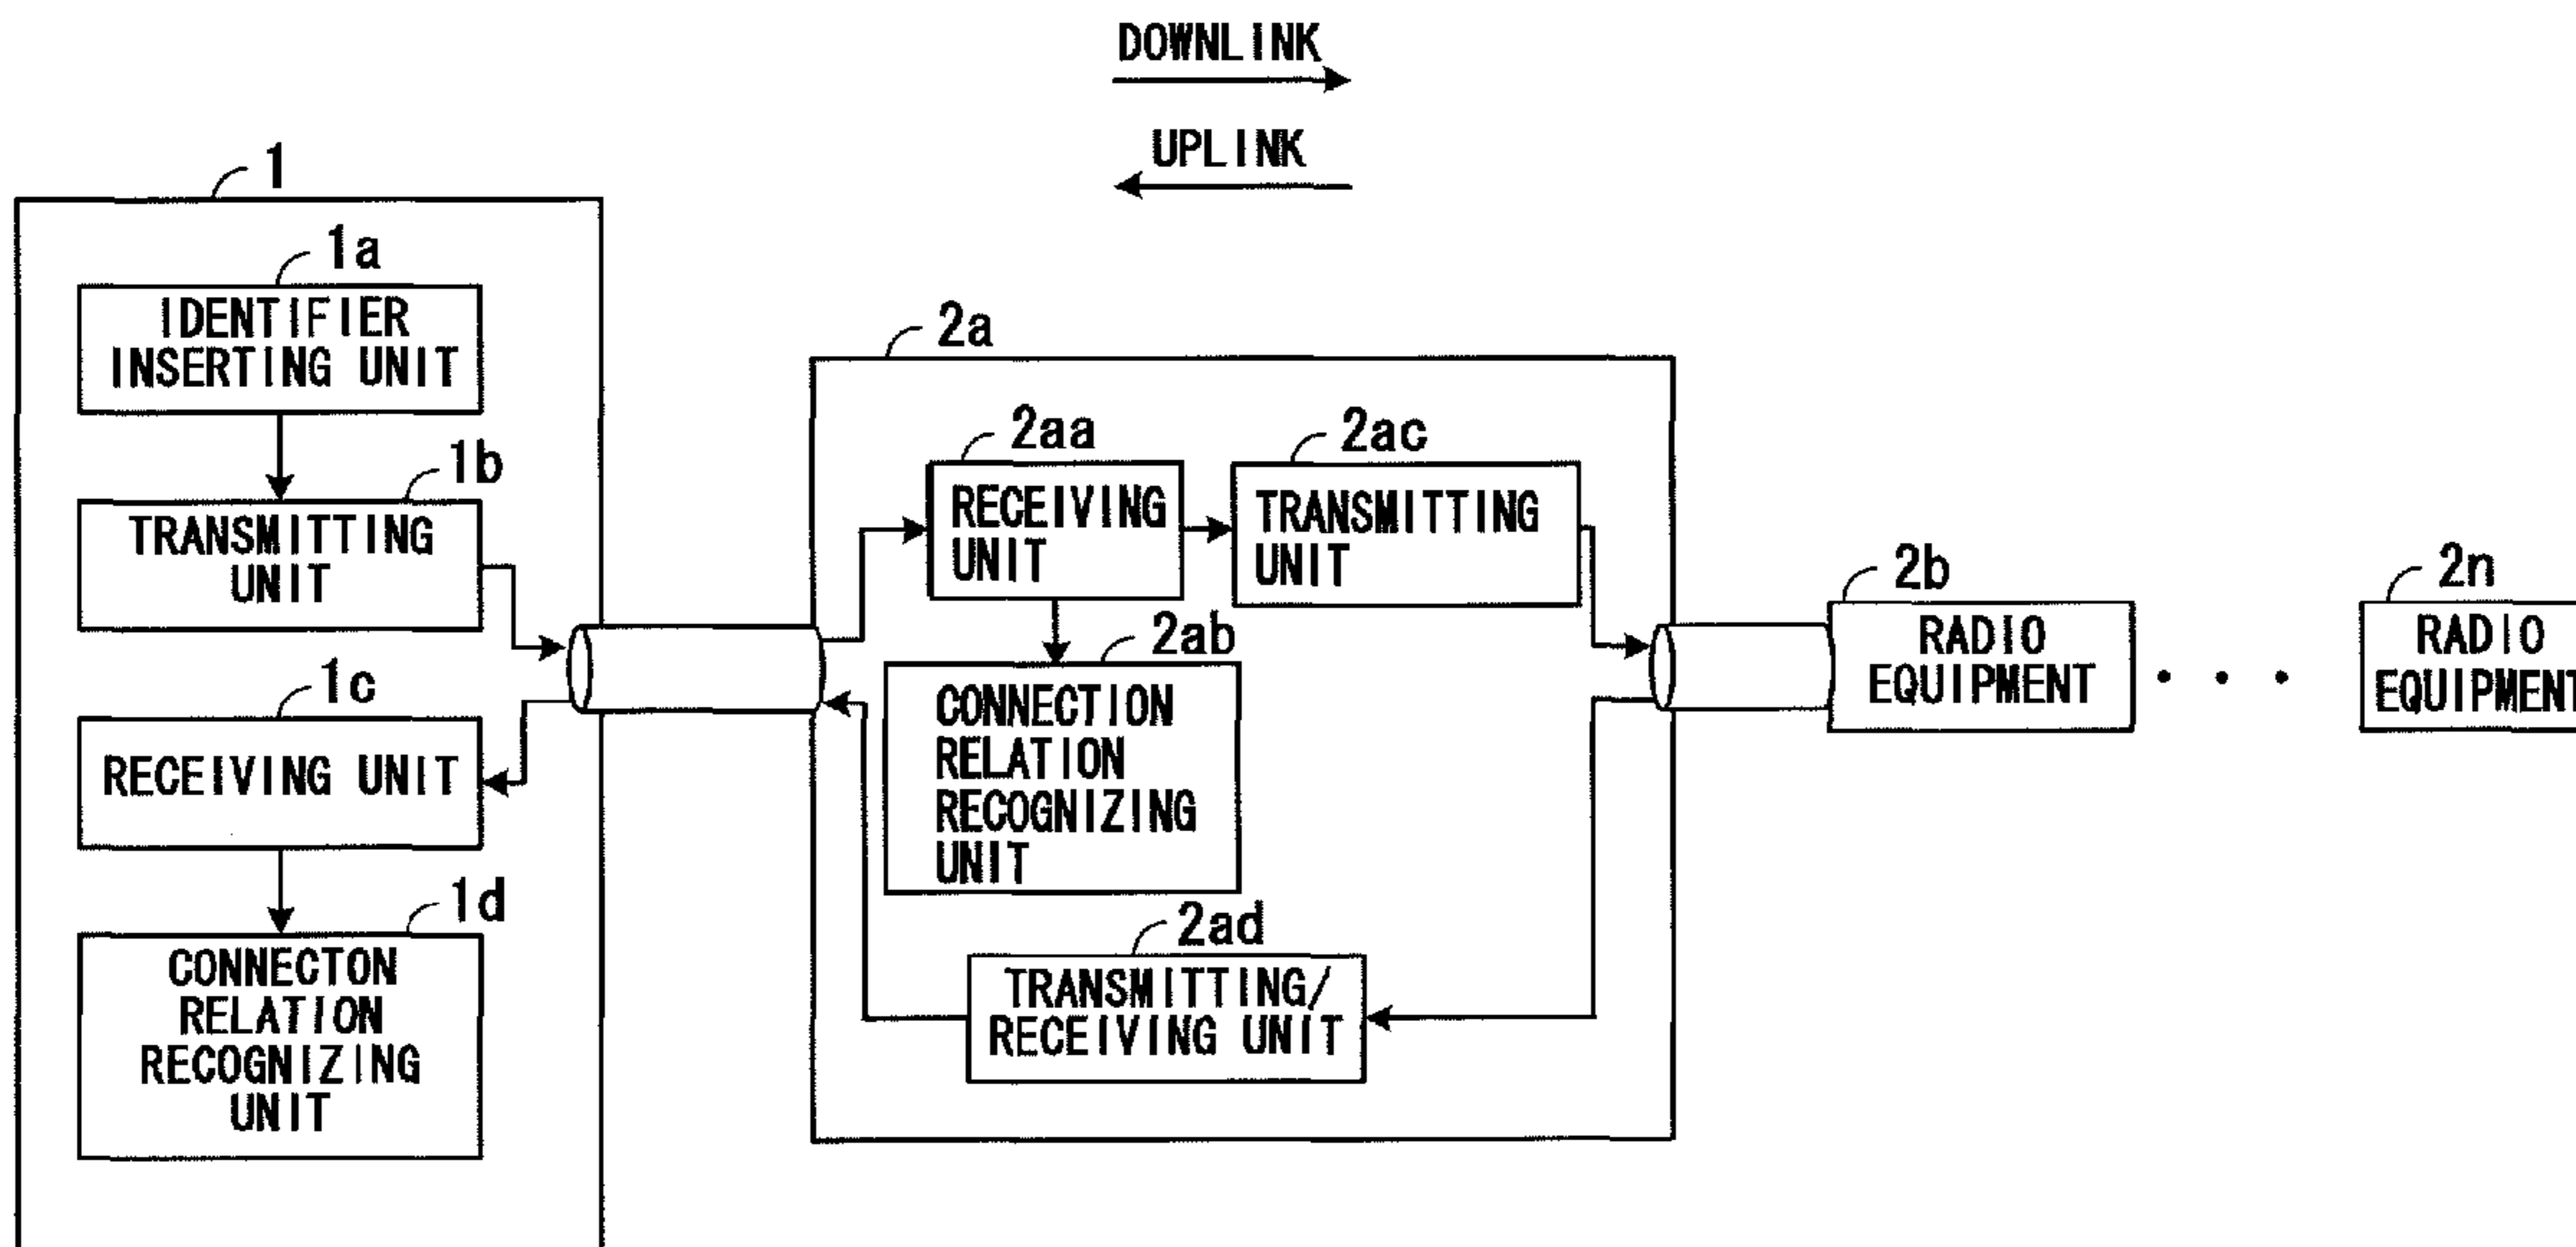 DOWNLINK
UPLINK
1
1a
IDENTIFIER
INSERTING UNIT
1b
TRANSMITTING
UNIT
1c
RECEIVING UNIT
1d
CONNECTON
RELATION
RECOGNIZING
UNIT
2a
2aa
RECEIVING
UNIT
2ac
TRANSMITTING
UNIT
2ab
CONNECTION
RELATION
RECOGNIZING
UNIT
2ad
TRANSMITTING/
RECEIVING UNIT
2b
RADIO
EQUIPMENT
• • •
2n
RADIO
EQUIPMENT